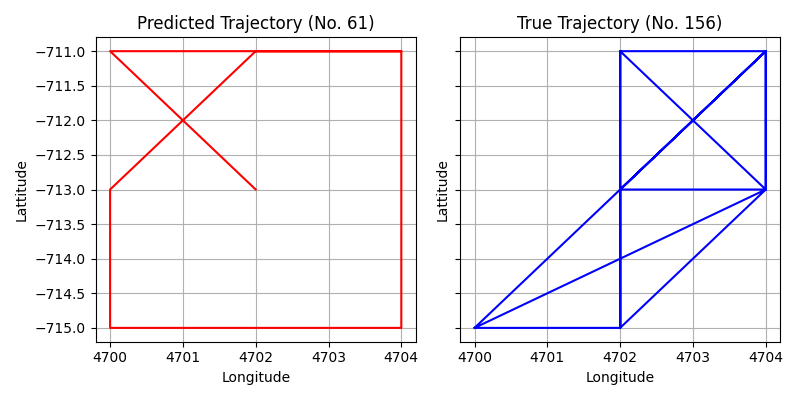 Predicted Trajectory (No. 61)
True Trajectory (No. 156)
Lattitude
−711.0
−711.5
−712.0
−712.5
−713.0
−713.5
−714.0
−714.5
−715.0
4700 4701 4702 4703 4704
Longitude
Lattitude
4700 4701 4702 4703 4704
Longitude